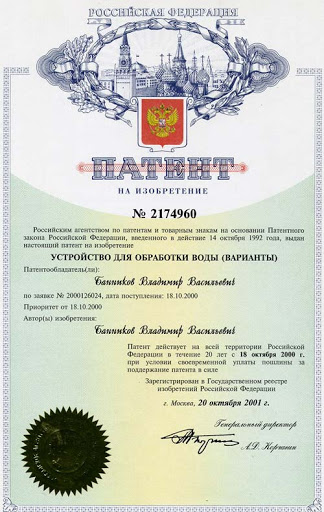 РОССИЙСКАЯ ФЕДЕРАЦИЯ
ПАТЕНТ
НА ИЗОБРЕТЕНИЕ
№ 2174960
Российским агентством по патентам и товарным знакам на основании Патентного
закона Российской Федерации, введенного в действие 14 октября 1992 года, выдан
настоящий патент на изобретение
УСТРОЙСТВО ДЛЯ ОБРАБОТКИ ВОДЫ (ВАРИАНТЫ)
Патентообладатель(ли):
Банников Владимир Васильевич
по заявке № 2000126024, дата поступления: 18.10.2000
Приоритет от 18.10.2000
Автор(ы) изобретения:
Банников Владимир Васильевич
Патент действует на всей территории Российской
Федерации в течение 20 лет с 18 октября 2000 г.
при условии своевременной уплаты пошлины за
поддержание патента в силе
Зарегистрирован в Государственном реестре
изобретений Российской Федерации
г. Москва, 20 октября 2001 г.
Генеральный директор
А.Д. Корчагин